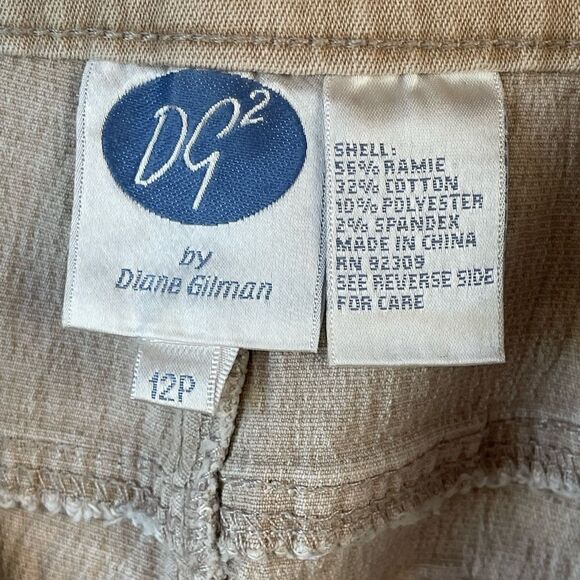 DG2
by
Diane Gilman
12P
SHELL:
56% RAMIE
32% COTTON
10% POLYESTER
2% SPANDEX
MADE IN CHINA
RN 92309
SEE REVERSE SIDE
FOR CARE